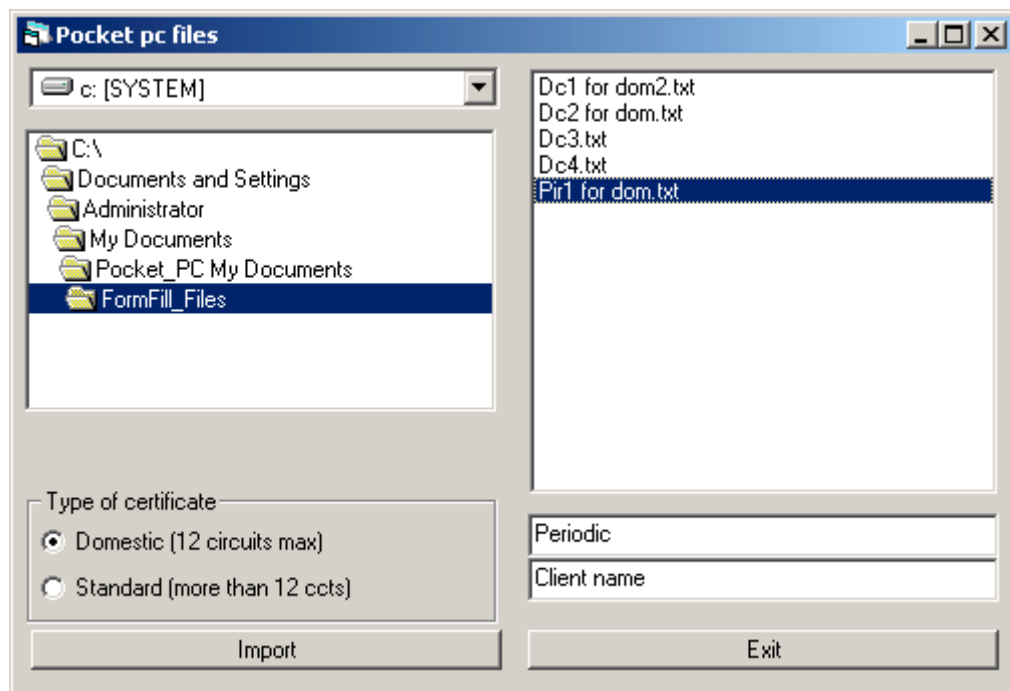 Pocket pc files
c: [SYSTEM]
C:\
Documents and Settings
Administrator
My Documents
Pocket_PC My Documents
FormFill_Files
Dc1 for dom2.txt
Dc2 for dom.txt
Dc3.txt
Dc4.txt
Pir1 for dom.txt
Type of certificate
Domestic (12 circuits max)
Standard (more than 12 ccts)
Periodic
Client name
Import
Exit